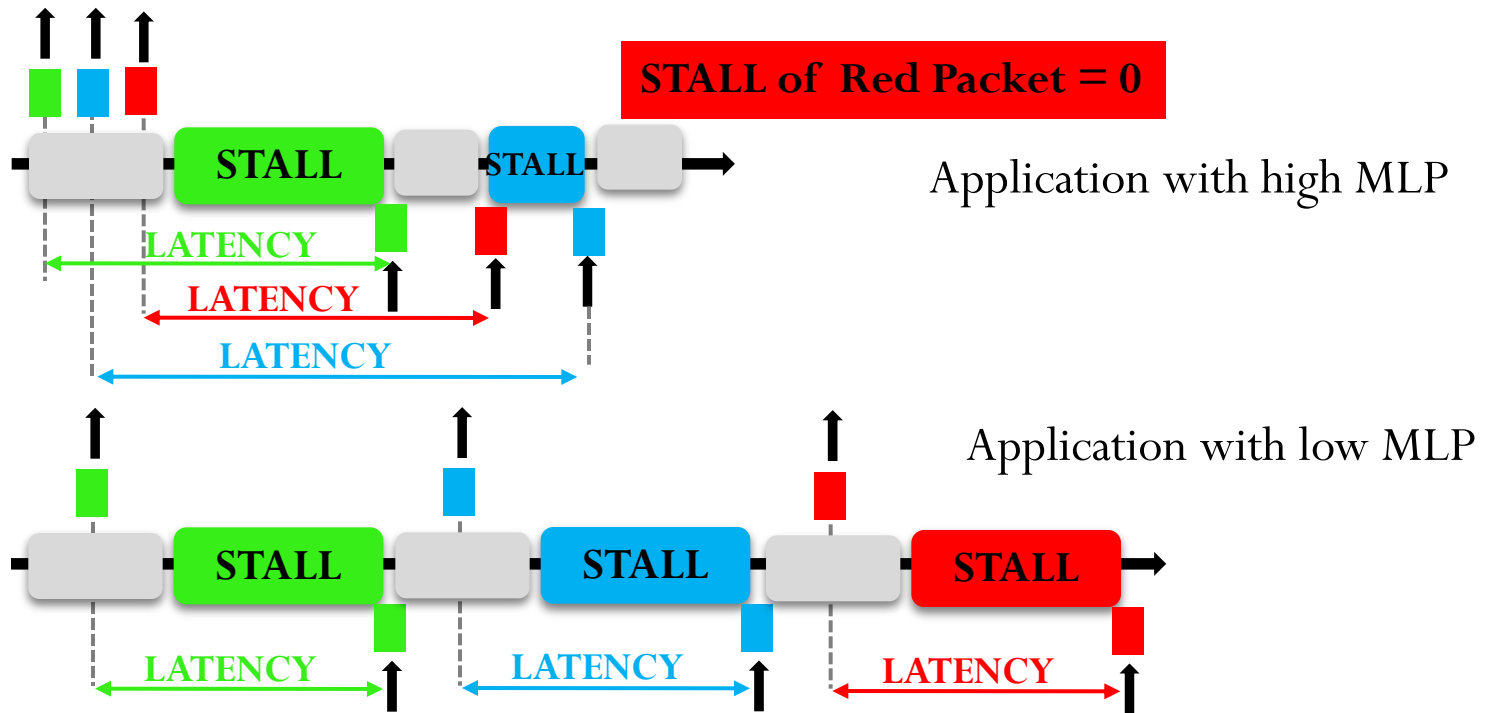 STALL of Red Packet = 0
STALL
STALL
Application with high MLP
LATENCY
LATENCY
LATENCY
Application with low MLP
STALL
STALL
STALL
LATENCY
LATENCY
LATENCY